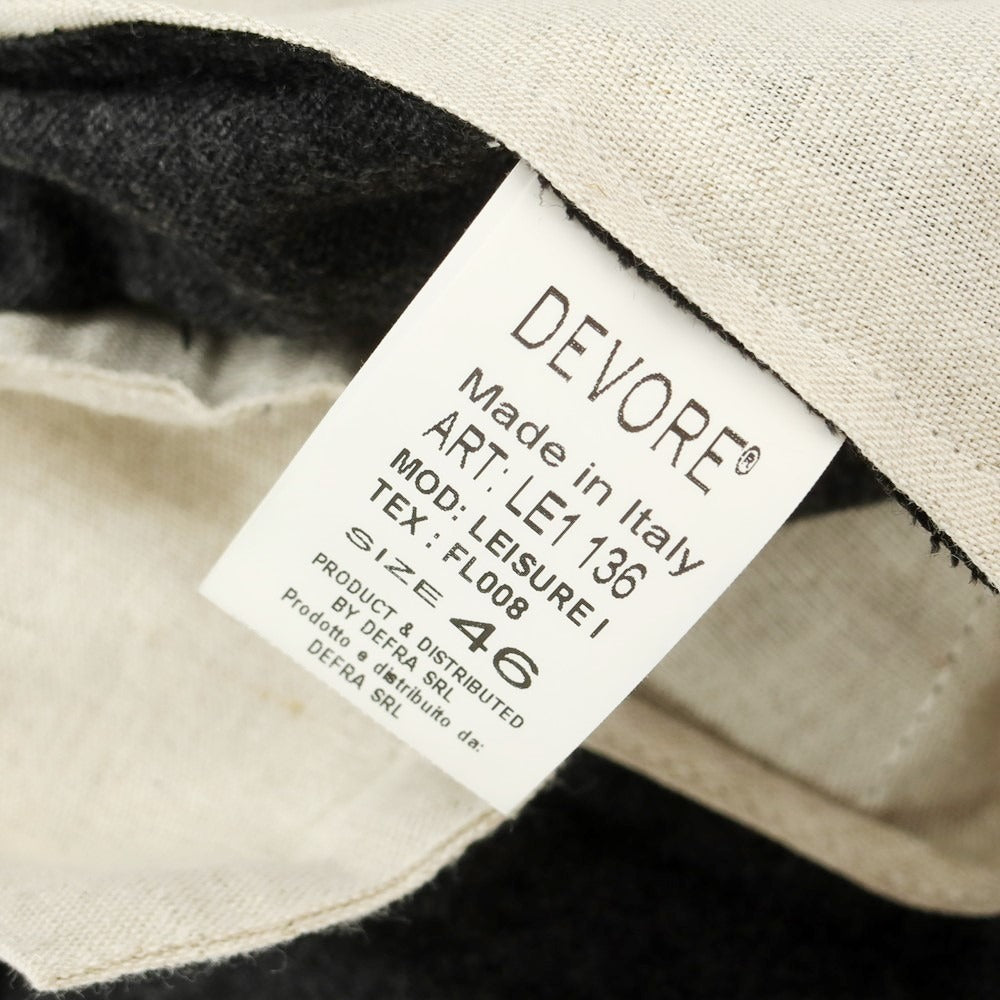 DEVORE®
Made in Italy
ART: LE1 136
MOD: LEISURE I
TEX : FL008
SIZE 46
PRODUCT & DISTRIBUTED
BY DEFRA SRL
Prodotto e distribuito da:
DEFRA SRL